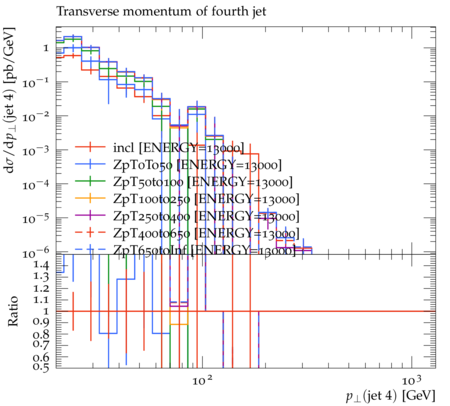 Transverse momentum of fourth jet
dσ/dp⊥(jet 4) [pb/GeV]
1
10⁻¹
10⁻²
10⁻³
10⁻⁴
10⁻⁵
10⁻⁶
incl [ENERGY=13000]
ZpT0To50 [ENERGY=13000]
ZpT50to100 [ENERGY=13000]
ZpT100to250 [ENERGY=13000]
ZpT250to400 [ENERGY=13000]
ZpT400to650 [ENERGY=13000]
ZpT650toInf [ENERGY=13000]
Ratio
1.4
1.3
1.2
1.1
1
0.9
0.8
0.7
0.6
0.5
10²
10³
p⊥(jet 4) [GeV]